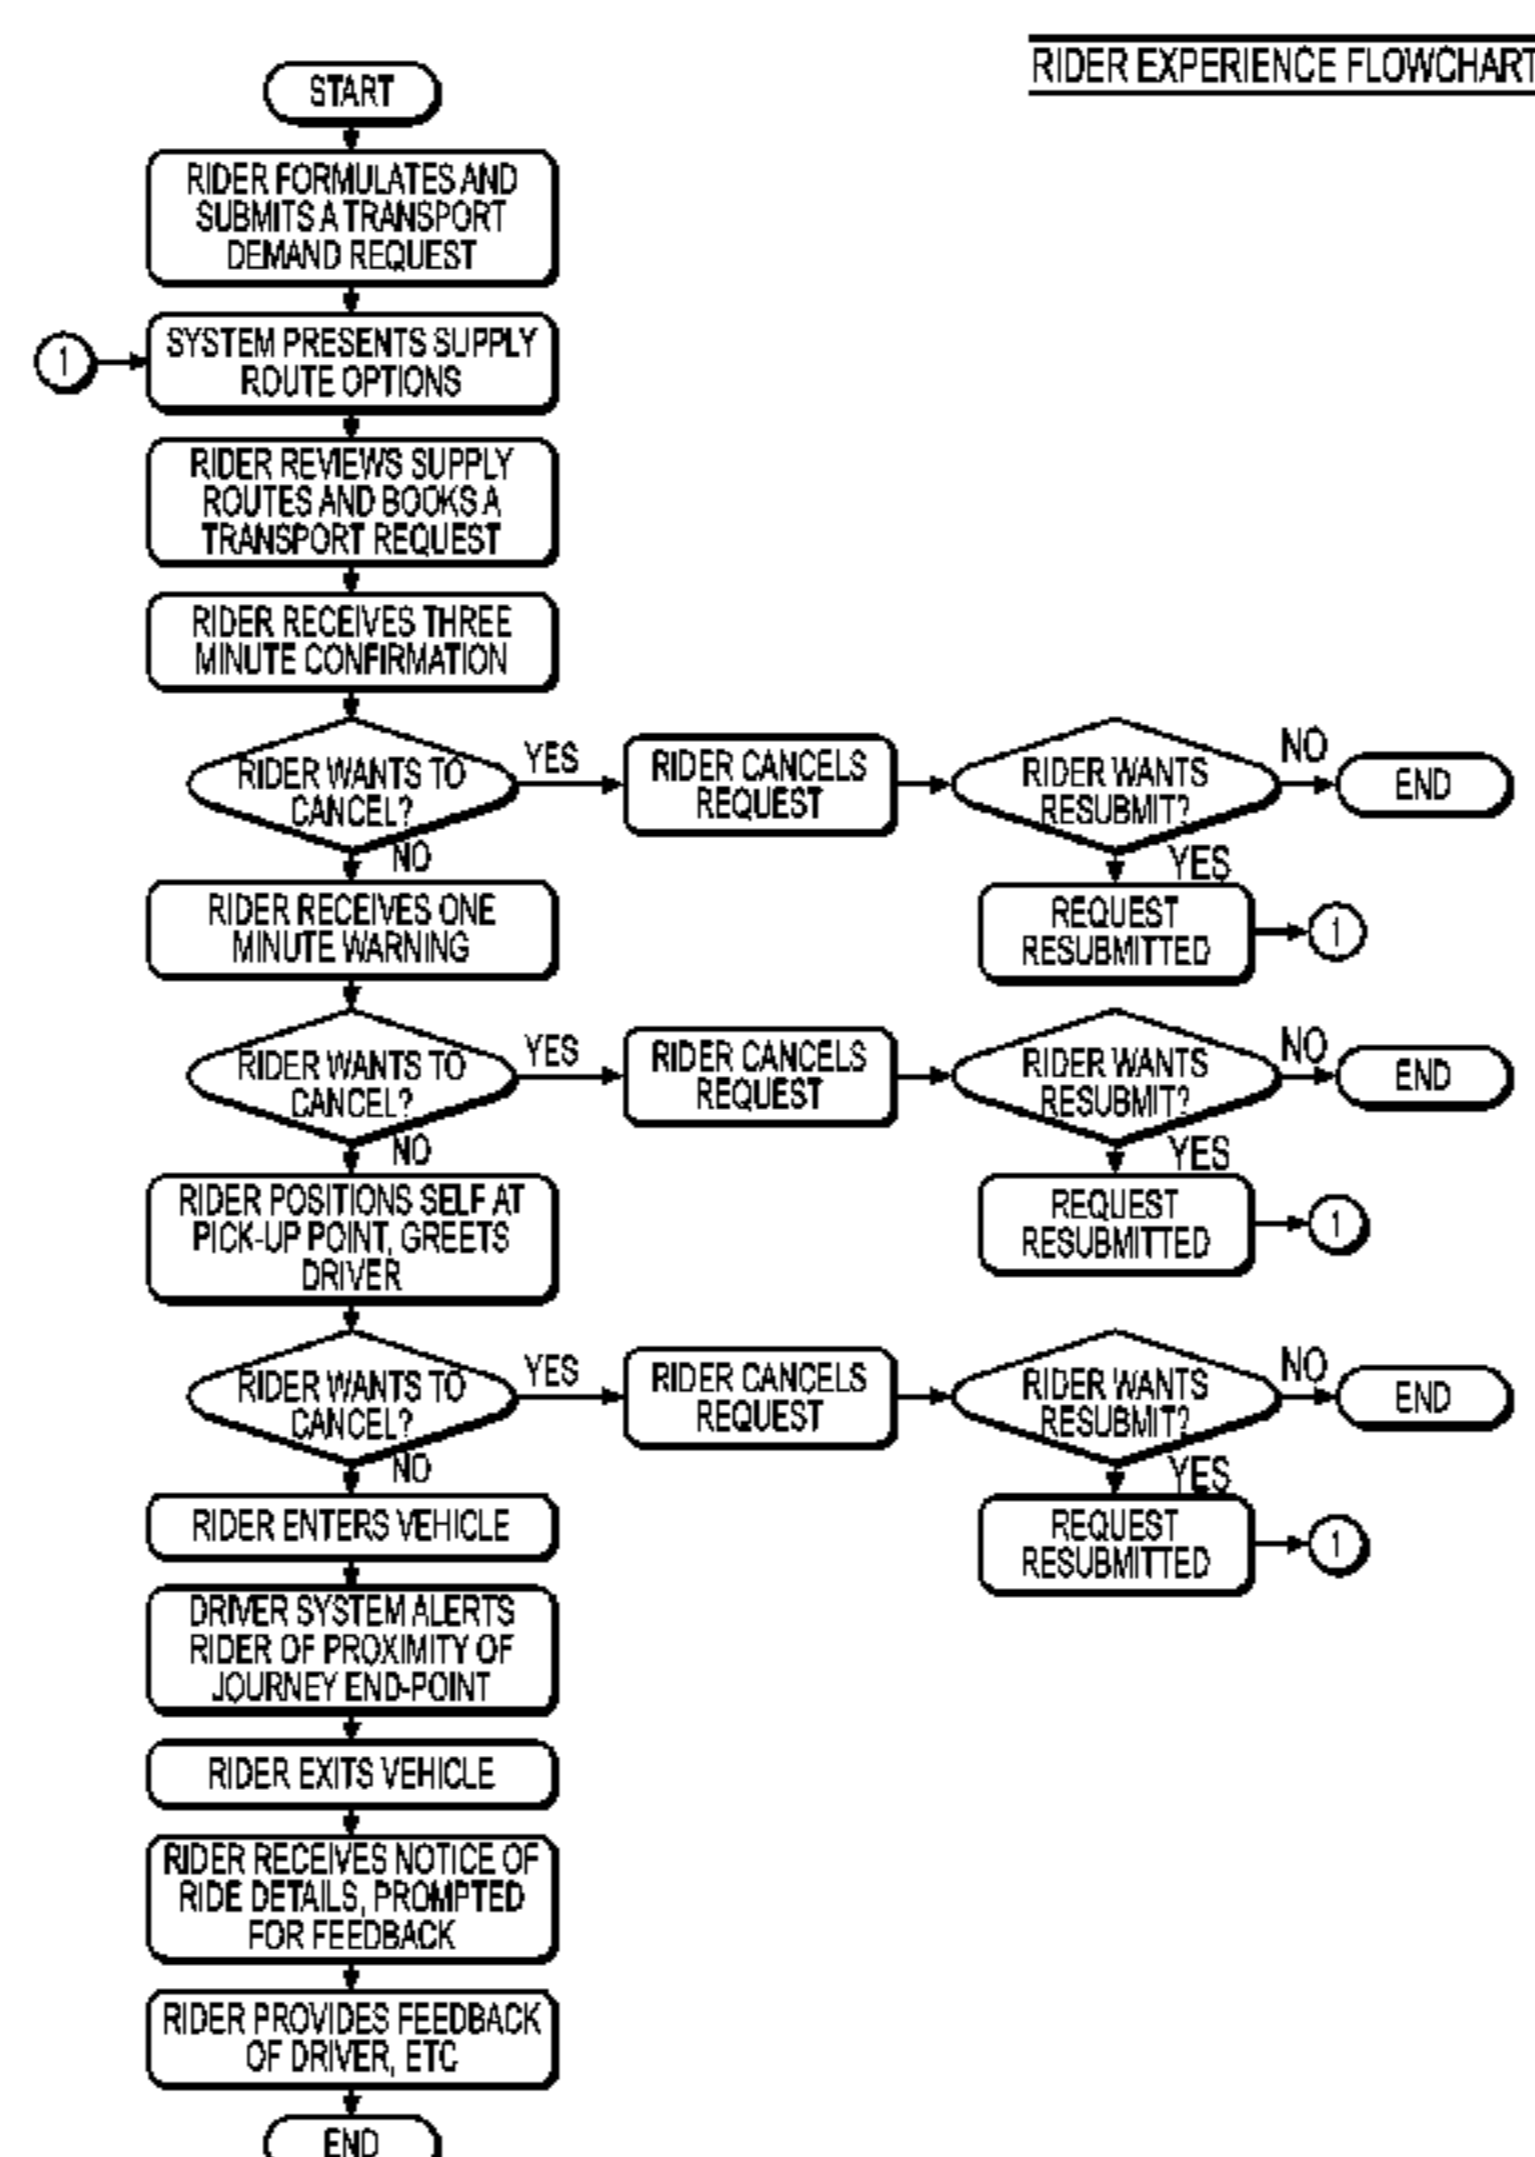 RIDER EXPERIENCE FLOWCHART
START
RIDER FORMULATES AND
SUBMITS A TRANSPORT
DEMAND REQUEST
1
SYSTEM PRESENTS SUPPLY
ROUTE OPTIONS
RIDER REVIEWS SUPPLY
ROUTES AND BOOKS A
TRANSPORT REQUEST
RIDER RECEIVES THREE
MINUTE CONFIRMATION
RIDER WANTS TO
CANCEL?
YES
RIDER CANCELS
REQUEST
RIDER WANTS
RESUBMIT?
NO
END
YES
REQUEST
RESUBMITTED
1
NO
RIDER RECEIVES ONE
MINUTE WARNING
RIDER WANTS TO
CANCEL?
YES
RIDER CANCELS
REQUEST
RIDER WANTS
RESUBMIT?
NO
END
YES
REQUEST
RESUBMITTED
1
NO
RIDER POSITIONS SELF AT
PICK-UP POINT, GREETS
DRIVER
RIDER WANTS TO
CANCEL?
YES
RIDER CANCELS
REQUEST
RIDER WANTS
RESUBMIT?
NO
END
YES
REQUEST
RESUBMITTED
1
NO
RIDER ENTERS VEHICLE
DRIVER SYSTEM ALERTS
RIDER OF PROXIMITY OF
JOURNEY END-POINT
RIDER EXITS VEHICLE
RIDER RECEIVES NOTICE OF
RIDE DETAILS, PROMPTED
FOR FEEDBACK
RIDER PROVIDES FEEDBACK
OF DRIVER, ETC
END